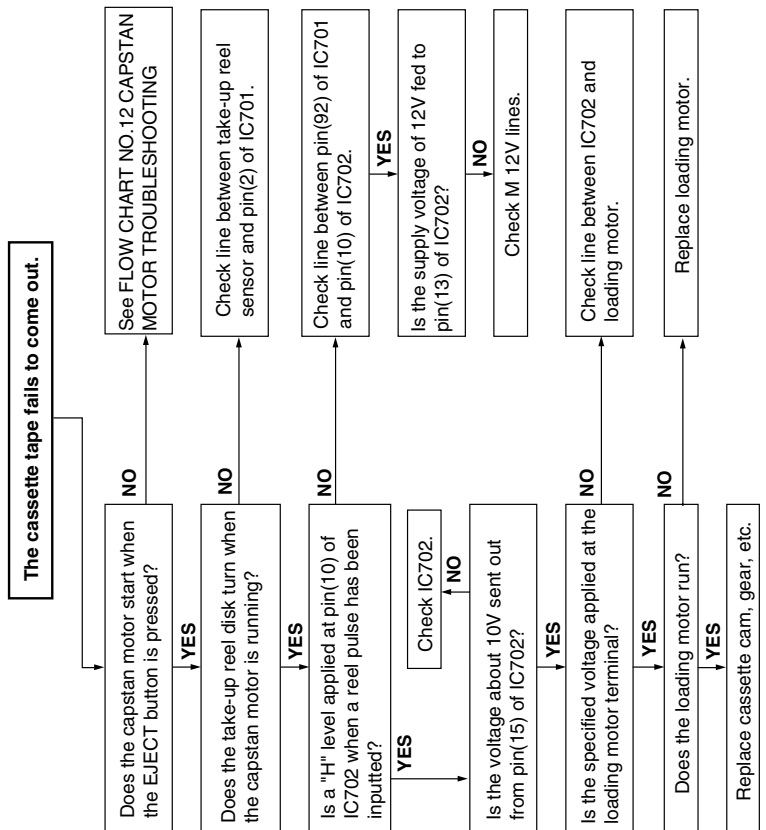 The cassette tape fails to come out.
Does the capstan motor start when
the EJECT button is pressed?
NO
See FLOW CHART NO.12 CAPSTAN
MOTOR TROUBLESHOOTING
YES
Does the take-up reel disk turn when
the capstan motor is running?
NO
Check line between take-up reel
sensor and pin(2) of IC701.
YES
Is a "H" level applied at pin(10) of
IC702 when a reel pulse has been
inputted?
NO
Check line between pin(92) of IC701
and pin(10) of IC702.
YES
Is the supply voltage of 12V fed to
pin(13) of IC702?
NO
Check M 12V lines.
YES
Check IC702.
NO
Is the voltage about 10V sent out
from pin(15) of IC702?
YES
Is the specified voltage applied at the
loading motor terminal?
NO
Check line between IC702 and
loading motor.
YES
Does the loading motor run?
NO
Replace loading motor.
YES
Replace cassette cam, gear, etc.